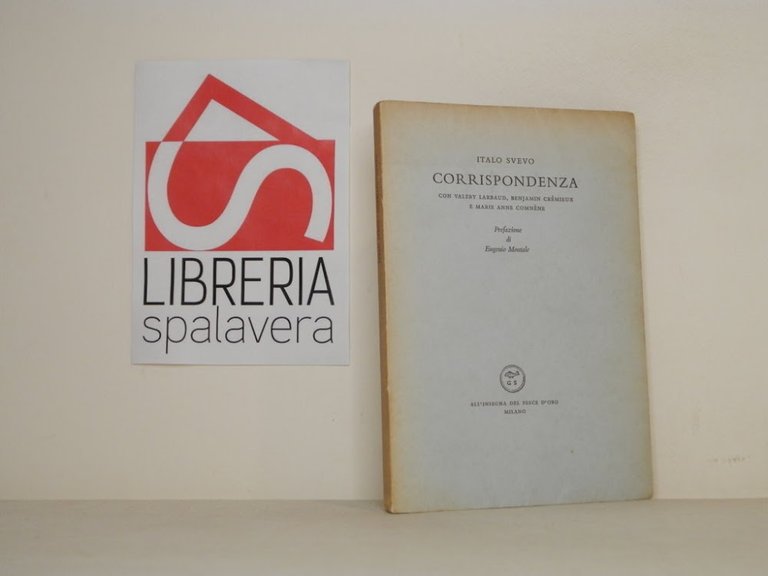 LIBRERIA
spalavera
ITALO SVEVO
CORRISPONDENZA
CON VALERY LARBAUD, BENJAMIN CRÉMIEUX
E MARIE ANNE COMNÈNE
Prefazione
di
Eugenio Montale
G S
ALL'INSEGNA DEL PESCE D'ORO
MILANO